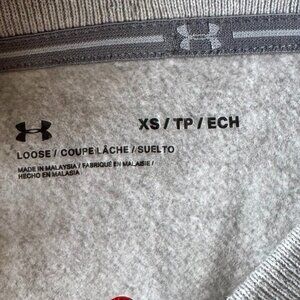 XS / TP / ECH
LOOSE / COUPE LÂCHE / SUELTO
MADE IN MALAYSIA / FABRIQUÉ EN MALAISIE /
HECHO EN MALASIA